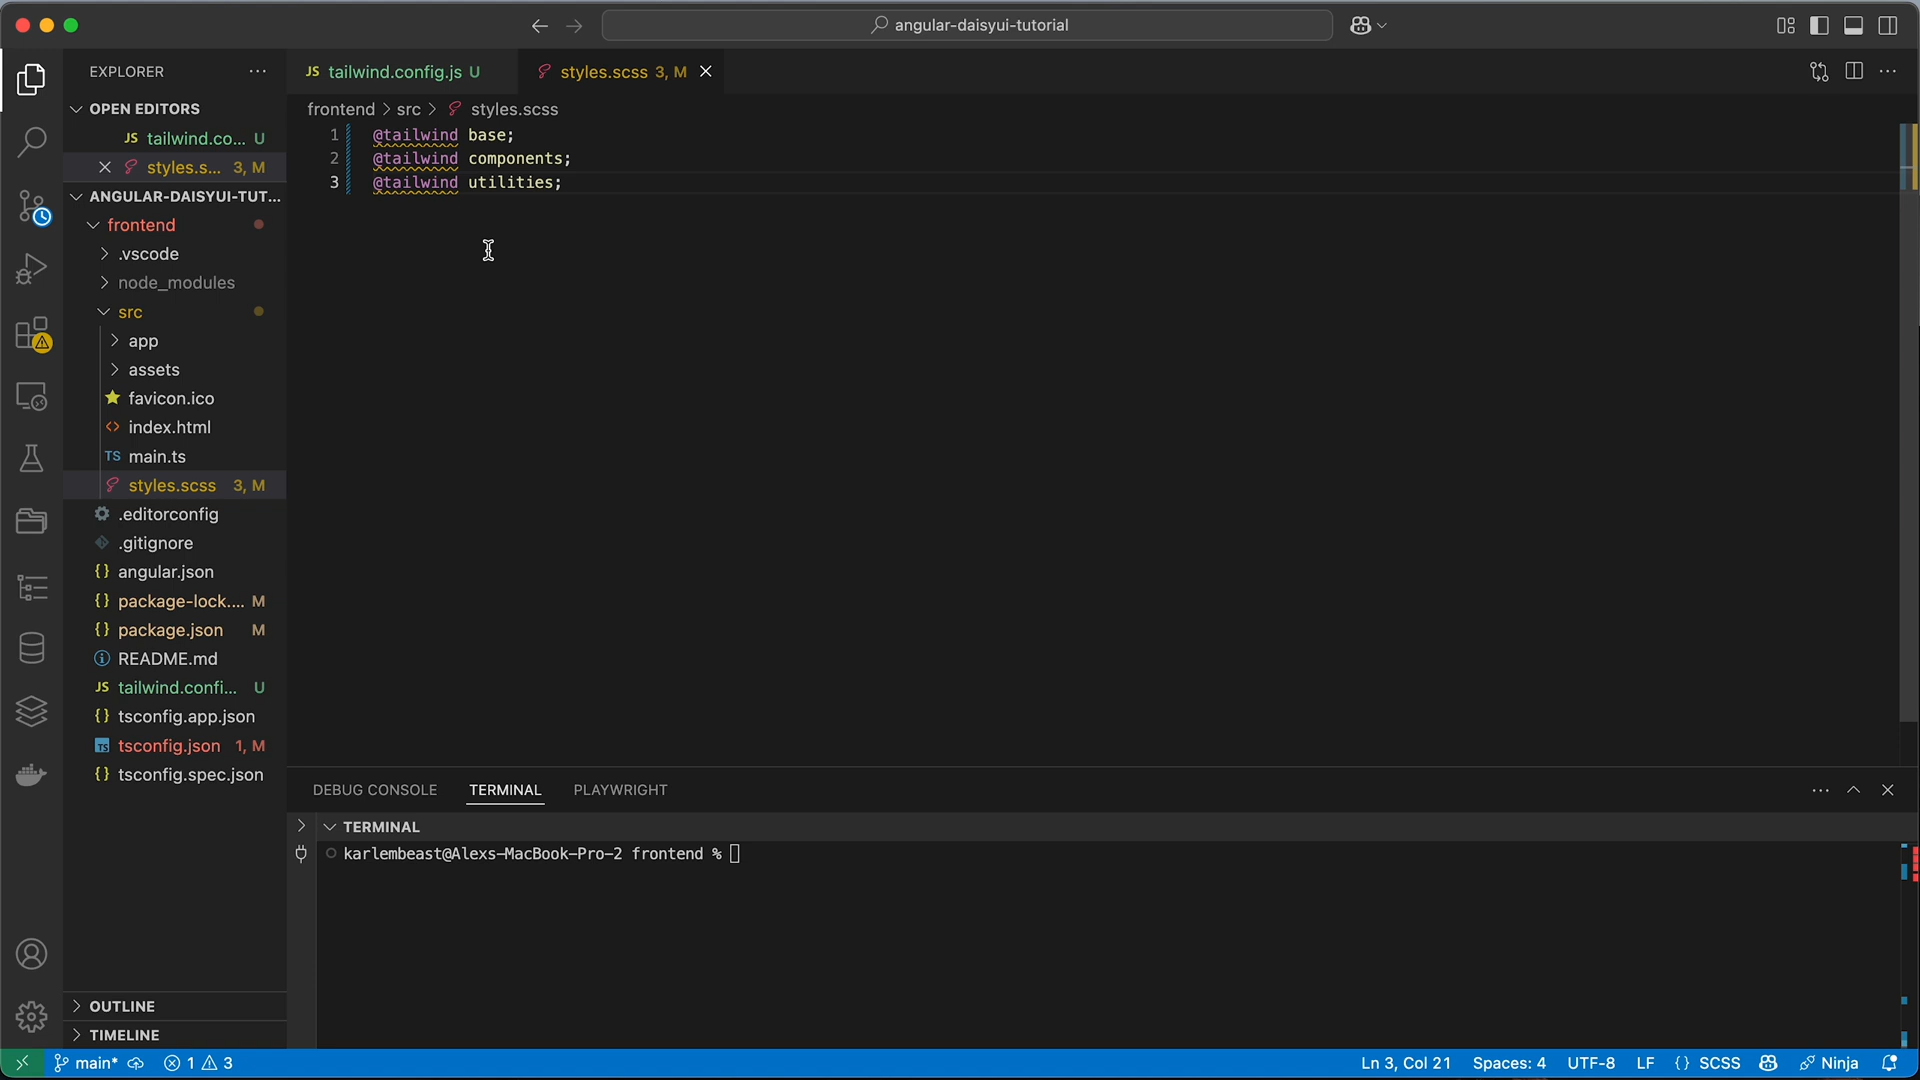 angular-daisyui-tutorial
EXPLORER
OPEN EDITORS
JS tailwind.co... U
styles.s... 3, M
ANGULAR-DAISYUI-TUT...
frontend
.vscode
node_modules
src
app
assets
favicon.ico
index.html
TS main.ts
styles.scss 3, M
.editorconfig
.gitignore
{} angular.json
{} package-lock.... M
{} package.json M
README.md
JS tailwind.confi... U
{} tsconfig.app.json
TS tsconfig.json 1, M
{} tsconfig.spec.json
OUTLINE
TIMELINE
JS tailwind.config.js U
styles.scss 3, M
frontend > src > styles.scss
1 @tailwind base;
2 @tailwind components;
3 @tailwind utilities;
DEBUG CONSOLE TERMINAL PLAYWRIGHT
TERMINAL
karlembeast@Alexs-MacBook-Pro-2 frontend %
main* 1 3 Ln 3, Col 21 Spaces: 4 UTF-8 LF {} SCSS Ninja